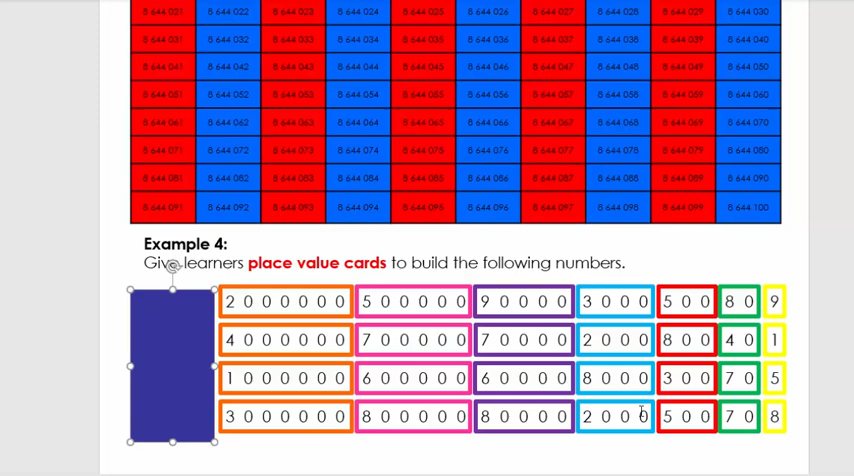 8 644 021 8 644 022 8 644 023 8 644 024 8 644 025 8 644 026 8 644 027 8 644 028 8 644 029 8 644 030
8 644 031 8 644 032 8 644 033 8 644 034 8 644 035 8 644 036 8 644 037 8 644 038 8 644 039 8 644 040
8 644 041 8 644 042 8 644 043 8 644 044 8 644 045 8 644 046 8 644 047 8 644 048 8 644 049 8 644 050
8 644 051 8 644 052 8 644 053 8 644 054 8 644 055 8 644 056 8 644 057 8 644 058 8 644 059 8 644 060
8 644 061 8 644 062 8 644 063 8 644 064 8 644 065 8 644 066 8 644 067 8 644 068 8 644 069 8 644 070
8 644 071 8 644 072 8 644 073 8 644 074 8 644 075 8 644 076 8 644 077 8 644 078 8 644 079 8 644 080
8 644 081 8 644 082 8 644 083 8 644 084 8 644 085 8 644 086 8 644 087 8 644 088 8 644 089 8 644 090
8 644 091 8 644 092 8 644 093 8 644 094 8 644 095 8 644 096 8 644 097 8 644 098 8 644 099 8 644 100
Example 4:
Give learners place value cards to build the following numbers.
2 0 0 0 0 0 0 5 0 0 0 0 0 9 0 0 0 0 3 0 0 0 5 0 0 8 0 9
4 0 0 0 0 0 0 7 0 0 0 0 0 7 0 0 0 0 2 0 0 0 8 0 0 4 0 1
1 0 0 0 0 0 0 6 0 0 0 0 0 6 0 0 0 0 8 0 0 0 3 0 0 7 0 5
3 0 0 0 0 0 0 8 0 0 0 0 0 8 0 0 0 0 2 0 0 0 5 0 0 7 0 8